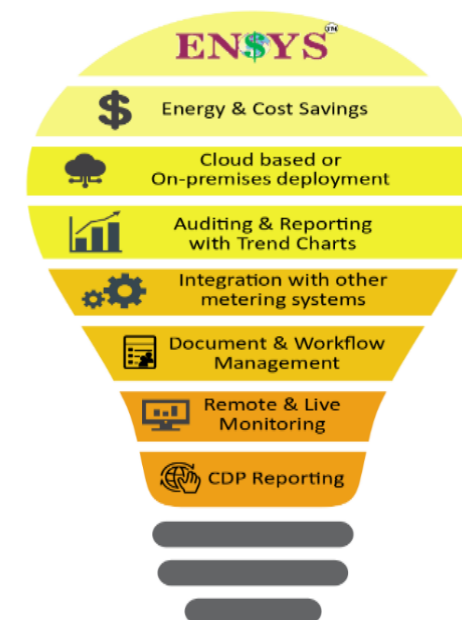 EN$YS TM
Energy & Cost Savings
Cloud based or
On-premises deployment
Auditing & Reporting
with Trend Charts
Integration with other
metering systems
Document & Workflow
Management
Remote & Live
Monitoring
CDP Reporting